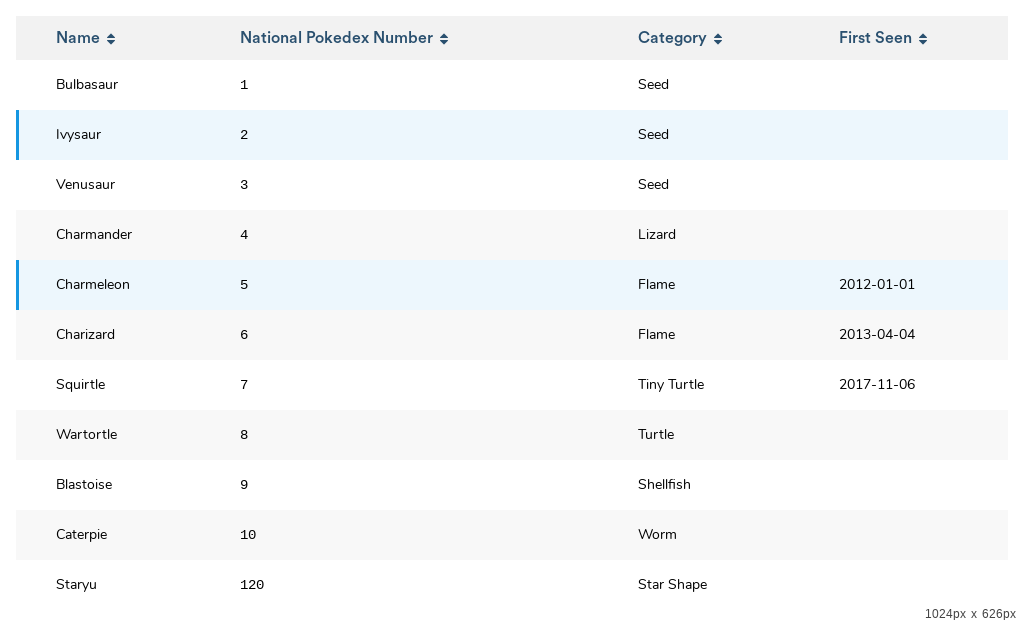 Name National Pokedex Number Category First Seen
Bulbasaur 1 Seed
Ivysaur 2 Seed
Venusaur 3 Seed
Charmander 4 Lizard
Charmeleon 5 Flame 2012-01-01
Charizard 6 Flame 2013-04-04
Squirtle 7 Tiny Turtle 2017-11-06
Wartortle 8 Turtle
Blastoise 9 Shellfish
Caterpie 10 Worm
Staryu 120 Star Shape
1024px x 626px